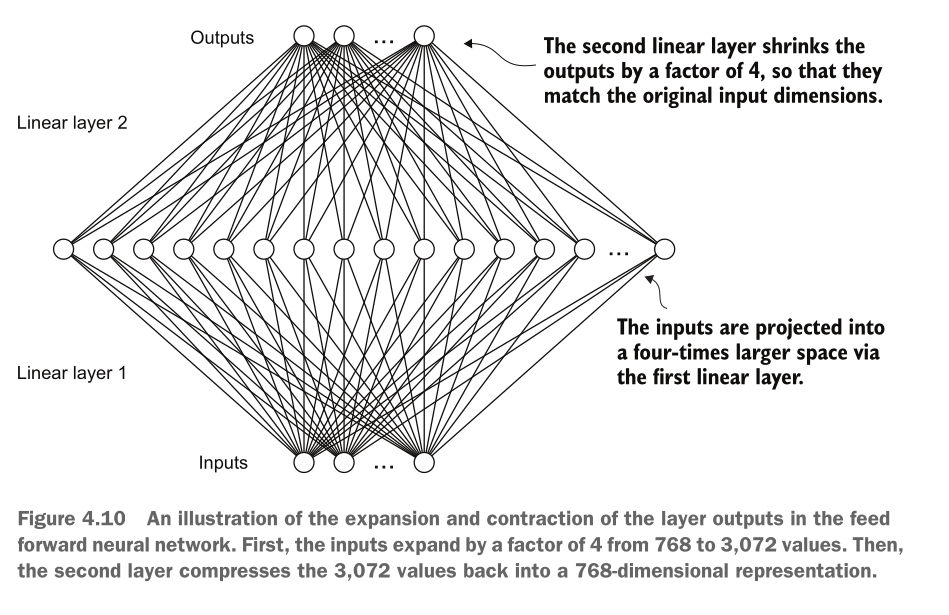 Outputs
...
The second linear layer shrinks the
outputs by a factor of 4, so that they
match the original input dimensions.
Linear layer 2
...
The inputs are projected into
a four-times larger space via
the first linear layer.
Linear layer 1
Inputs
...
Figure 4.10 An illustration of the expansion and contraction of the layer outputs in the feed
forward neural network. First, the inputs expand by a factor of 4 from 768 to 3,072 values. Then,
the second layer compresses the 3,072 values back into a 768-dimensional representation.